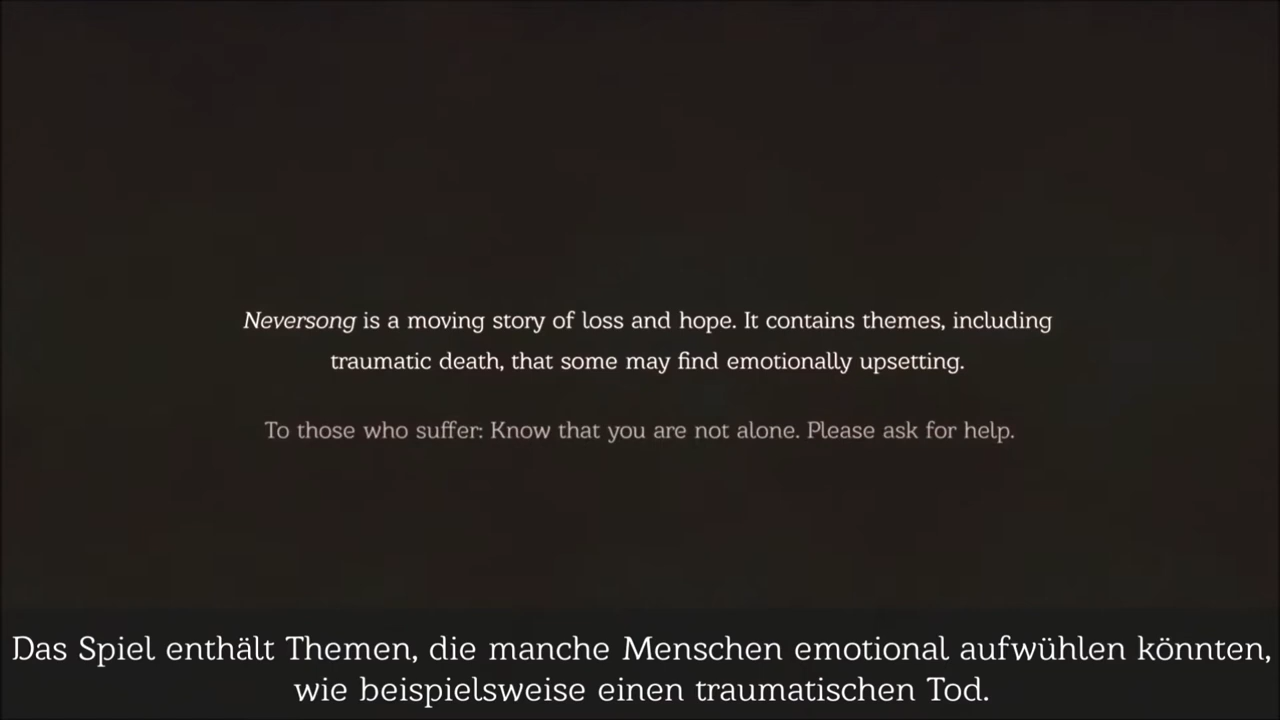 Neversong is a moving story of loss and hope. It contains themes, including
traumatic death, that some may find emotionally upsetting.
To those who suffer: Know that you are not alone. Please ask for help.
Das Spiel enthält Themen, die manche Menschen emotional aufwühlen könnten,
wie beispielsweise einen traumatischen Tod.